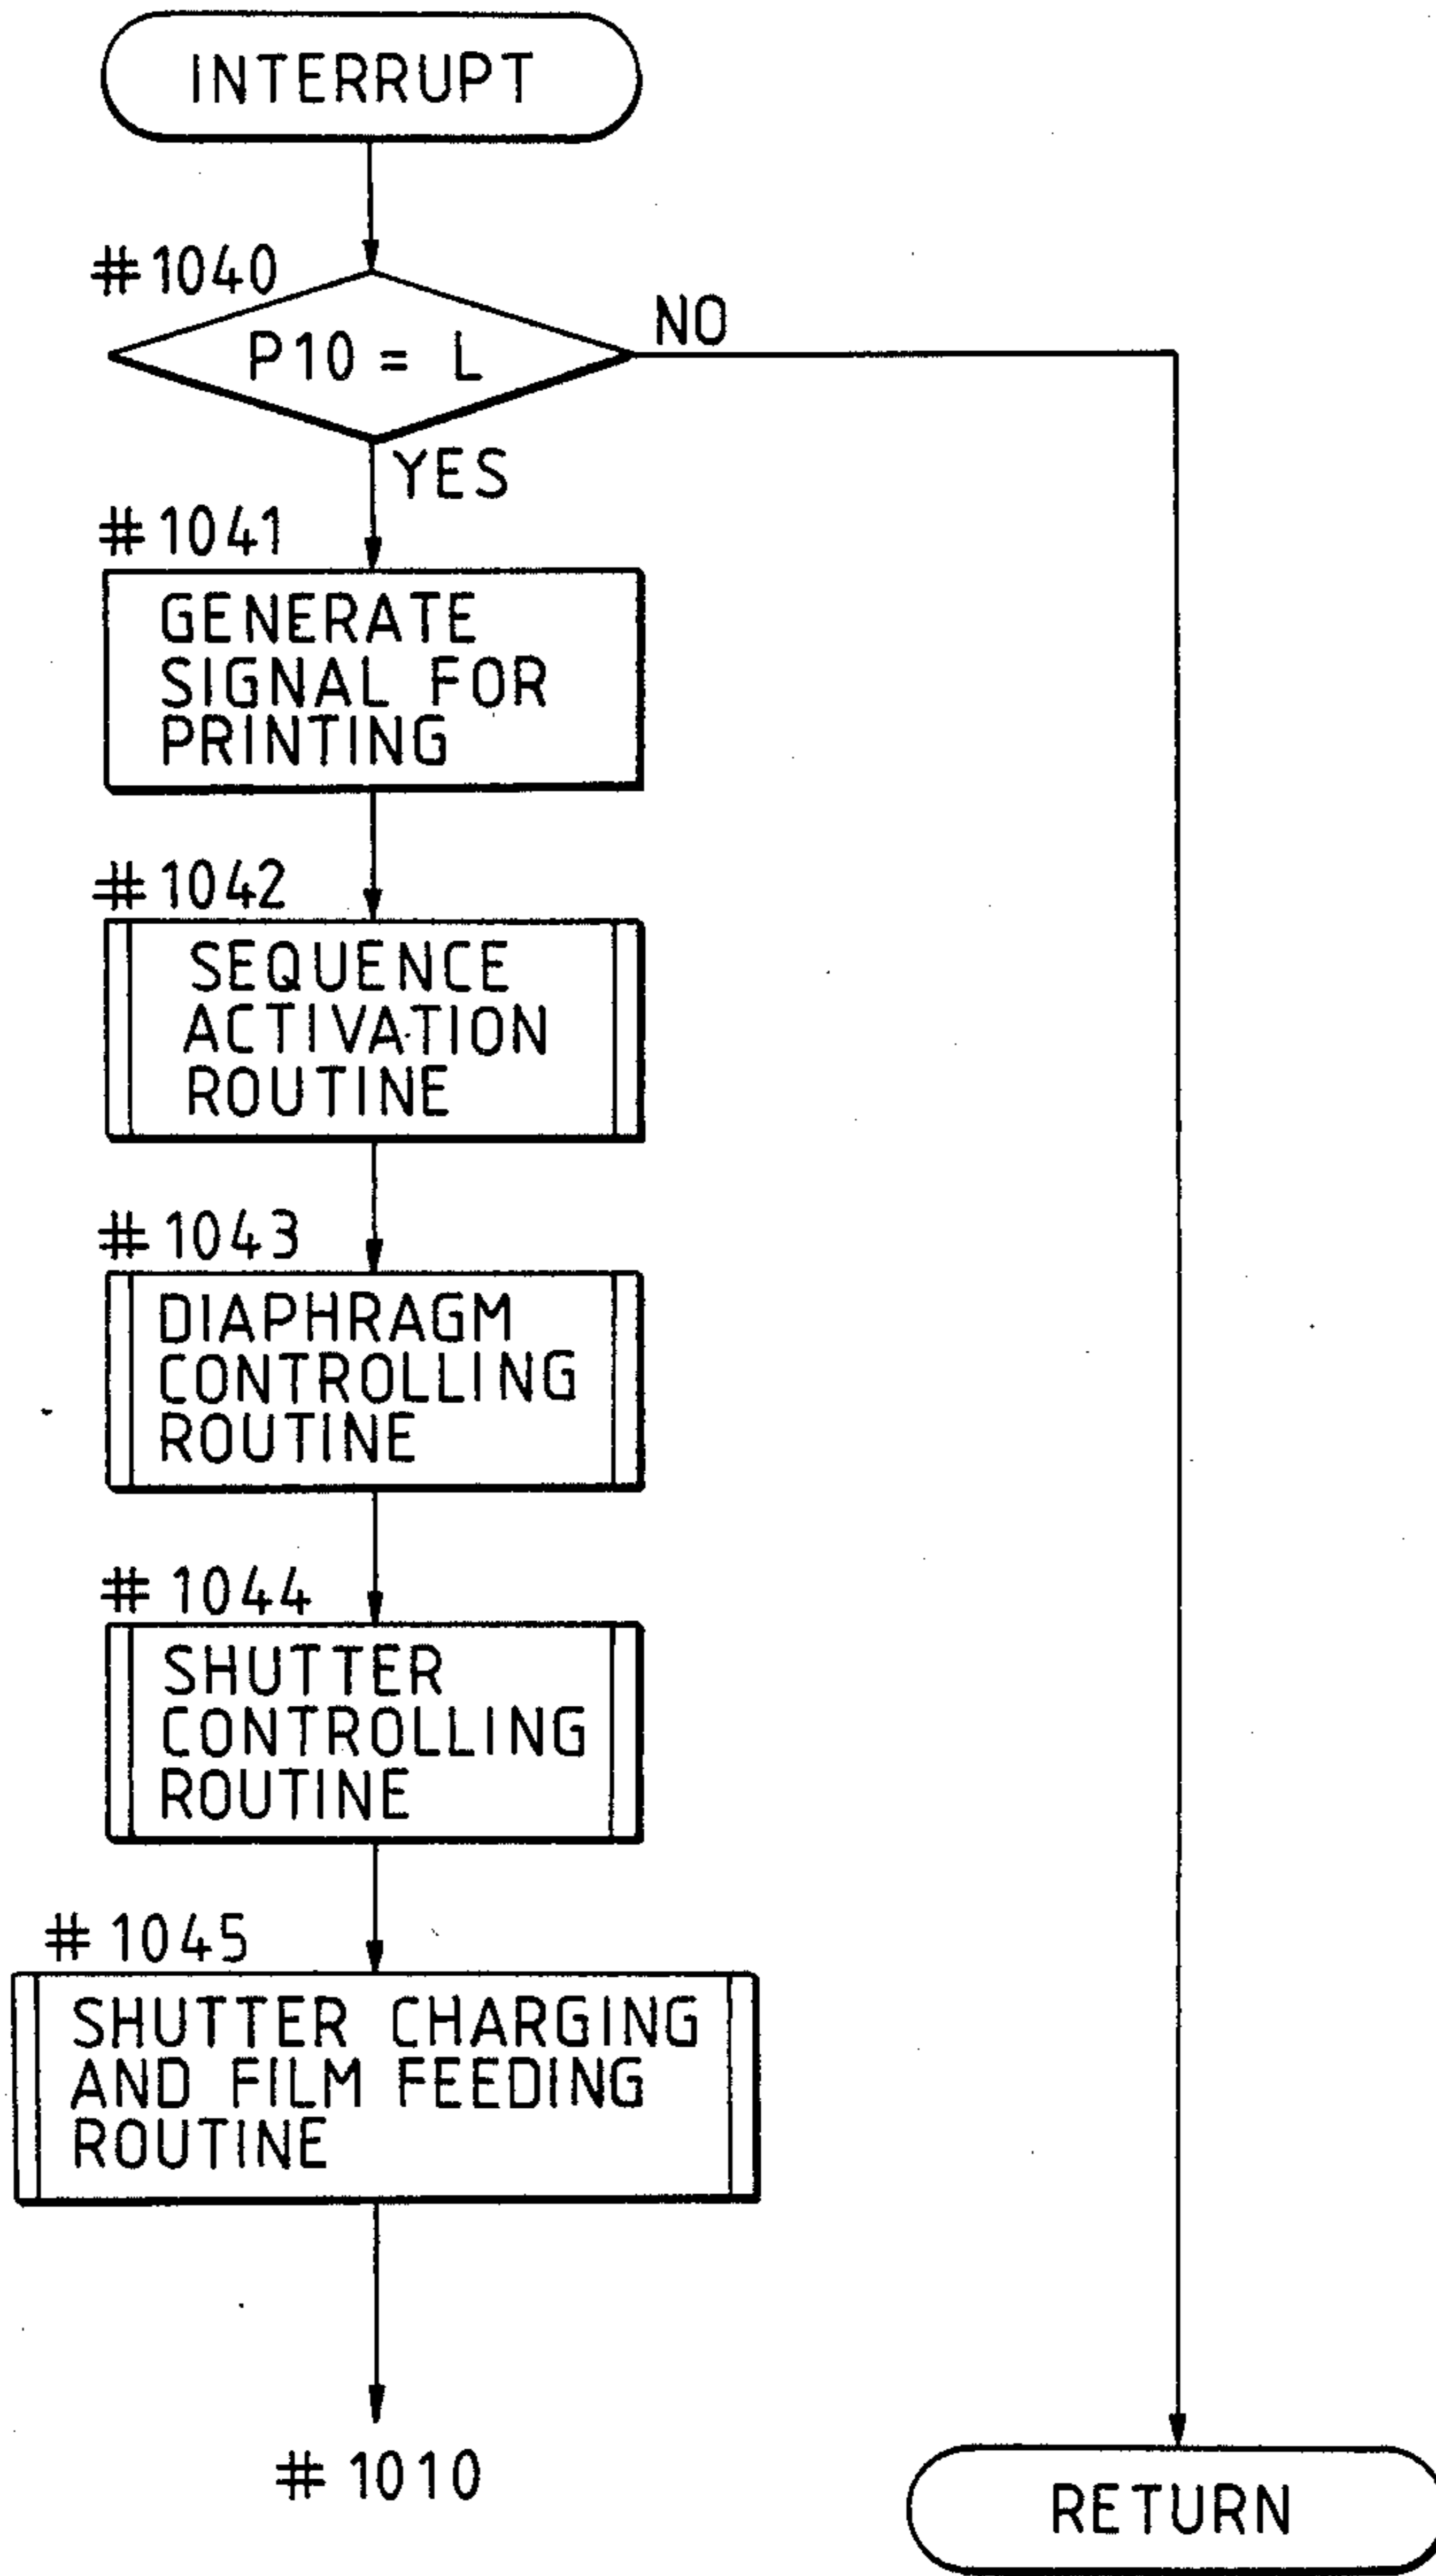 INTERRUPT
#1040
P10 = L
NO
YES
#1041
GENERATE
SIGNAL FOR
PRINTING
#1042
SEQUENCE
ACTIVATION
ROUTINE
#1043
DIAPHRAGM
CONTROLLING
ROUTINE
#1044
SHUTTER
CONTROLLING
ROUTINE
#1045
SHUTTER CHARGING
AND FILM FEEDING
ROUTINE
#1010
RETURN